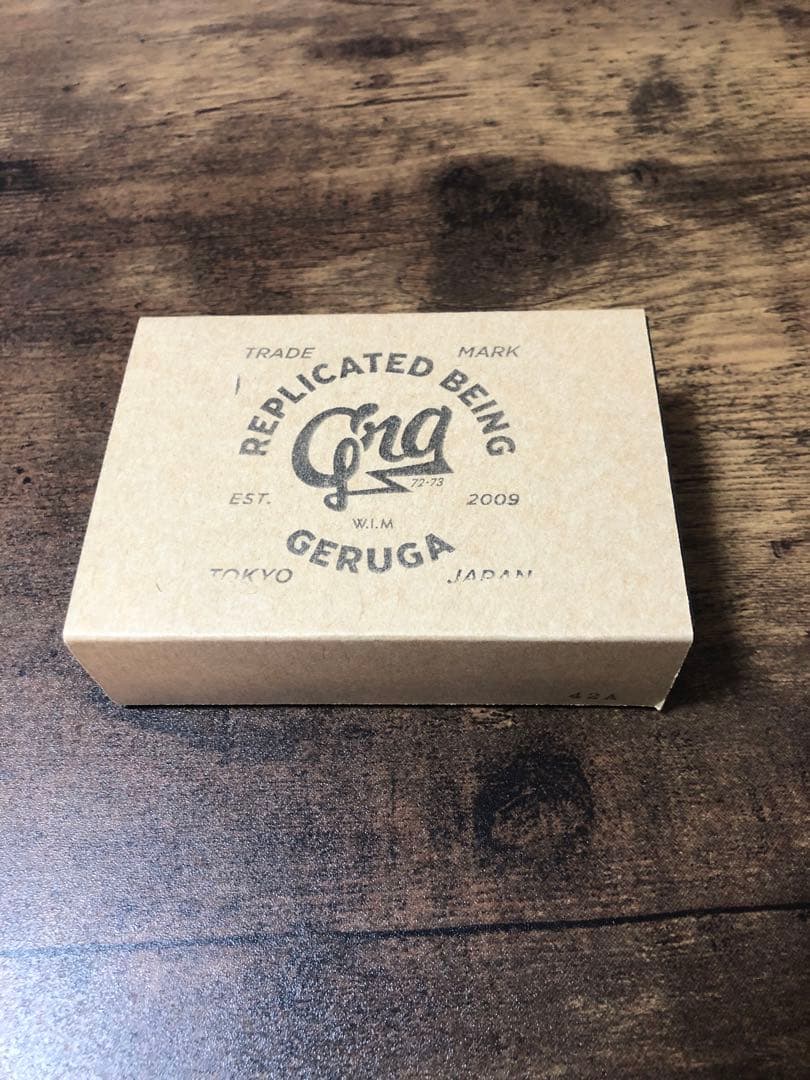 TRADE MARK
REPLICATED BEING
Grg
72-73
EST. 2009
W.I.M
GERUGA
TOKYO JAPAN
42A